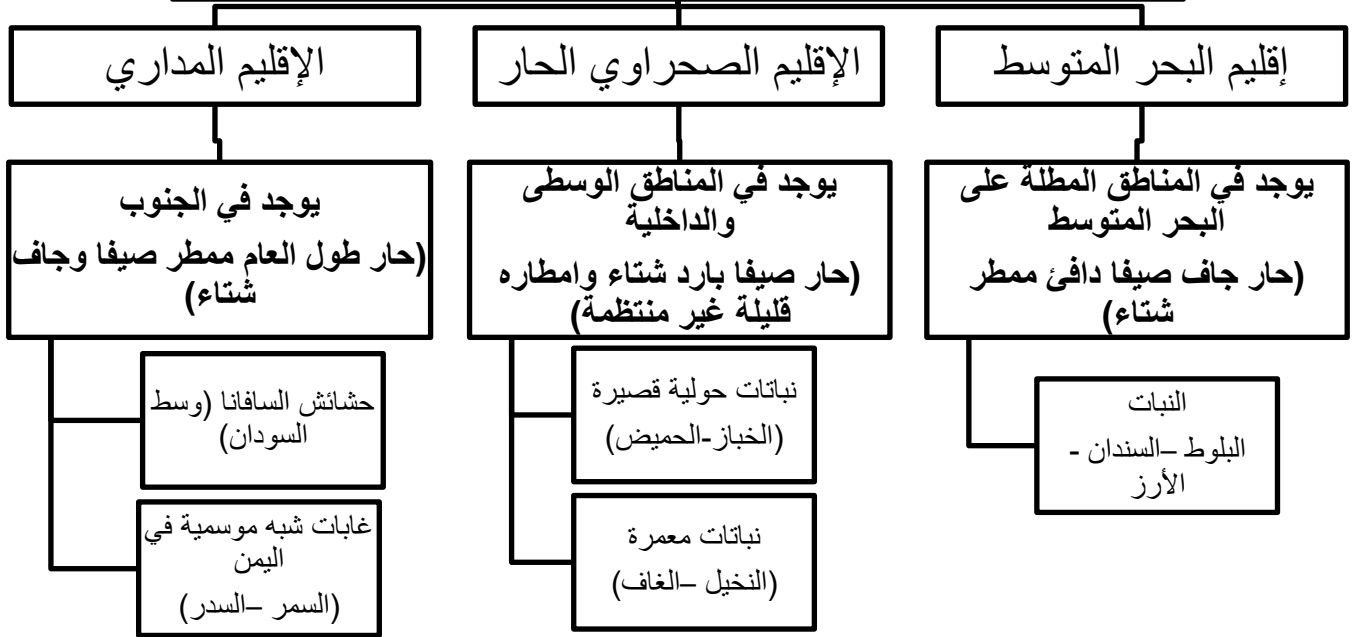 إقليم البحر المتوسط
الإقليم الصحراوي الحار
الإقليم المداري
يوجد في المناطق المطلة على
البحر المتوسط
(حار جاف صيفا دافئ ممطر
شتاء)
النبات
البلوط –السندان -
الأرز
يوجد في المناطق الوسطى
والداخلية
(حار صيفا بارد شتاء وامطاره
قليلة غير منتظمة)
نباتات حولية قصيرة
(الخباز-الحميض)
نباتات معمرة
(النخيل –الغاف)
يوجد في الجنوب
(حار طول العام ممطر صيفا وجاف
شتاء)
حشائش السافانا (وسط
السودان)
غابات شبه موسمية في
اليمن
(السمر –السدر)